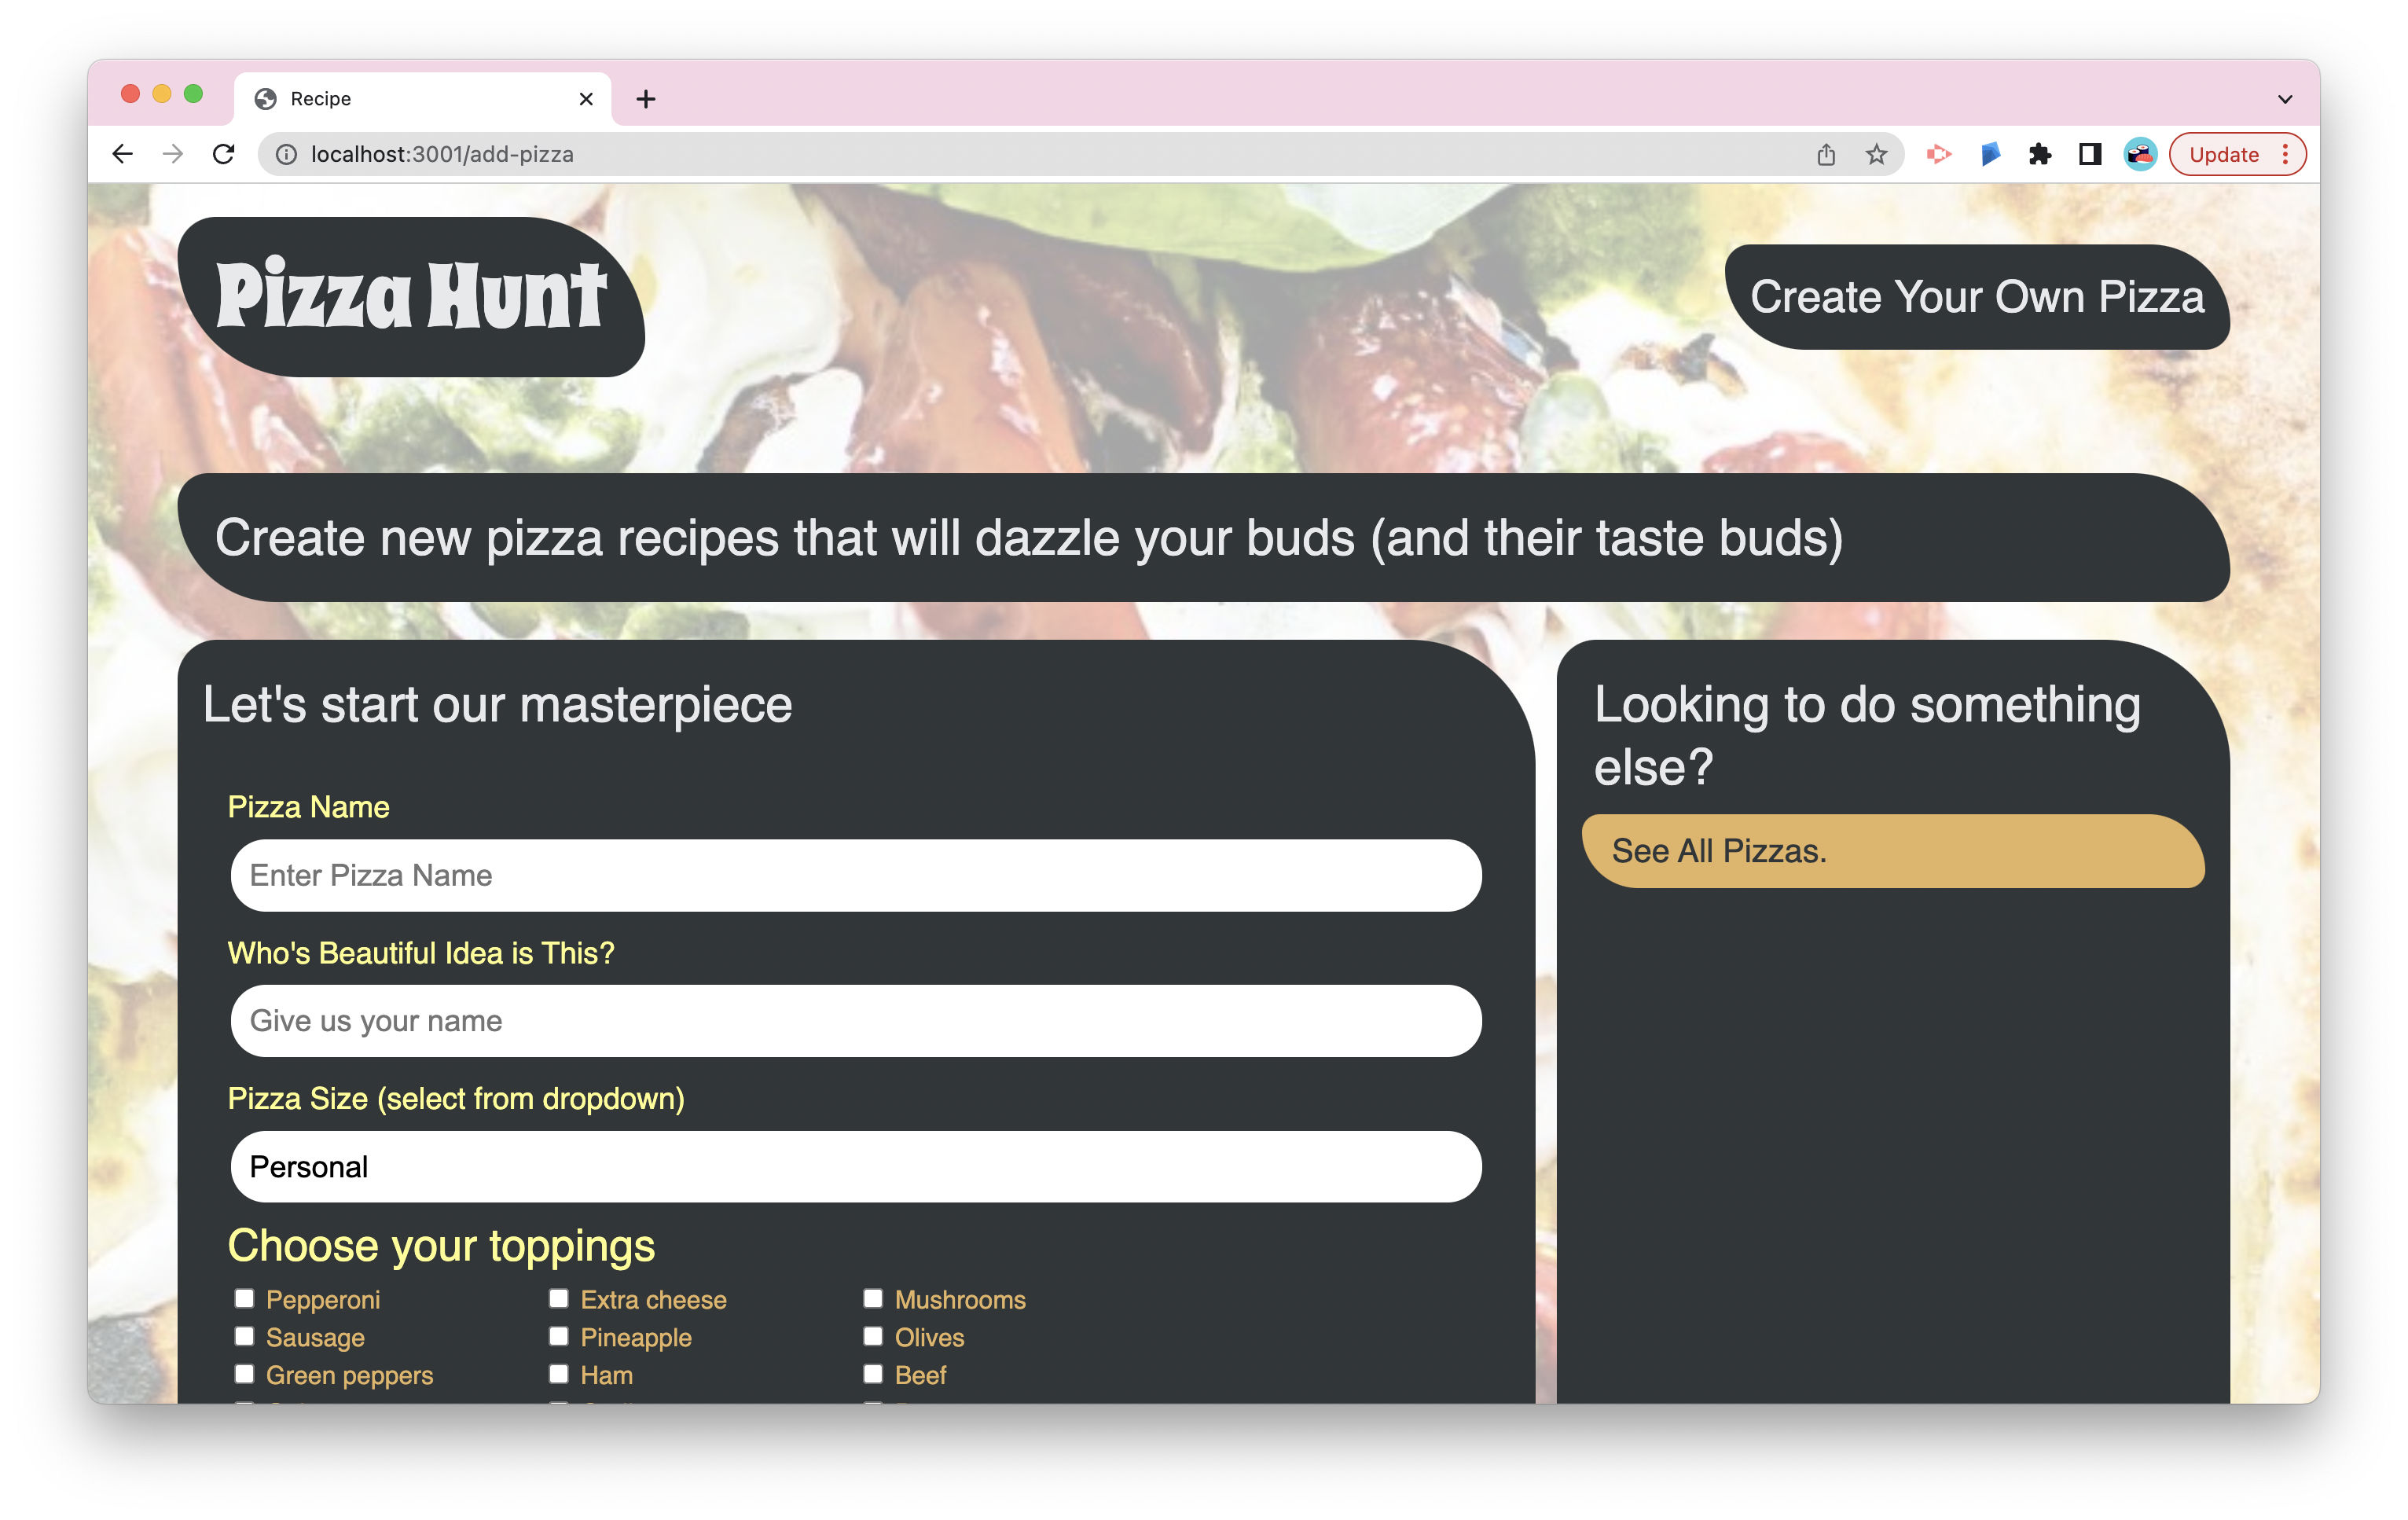 Recipe
localhost:3001/add-pizza
Update
Pizza Hunt
Create Your Own Pizza
Create new pizza recipes that will dazzle your buds (and their taste buds)
Let's start our masterpiece
Pizza Name
Enter Pizza Name
Who's Beautiful Idea is This?
Give us your name
Pizza Size (select from dropdown)
Personal
Choose your toppings
Pepperoni
Extra cheese
Mushrooms
Sausage
Pineapple
Olives
Green peppers
Ham
Beef
Looking to do something
else?
See All Pizzas.